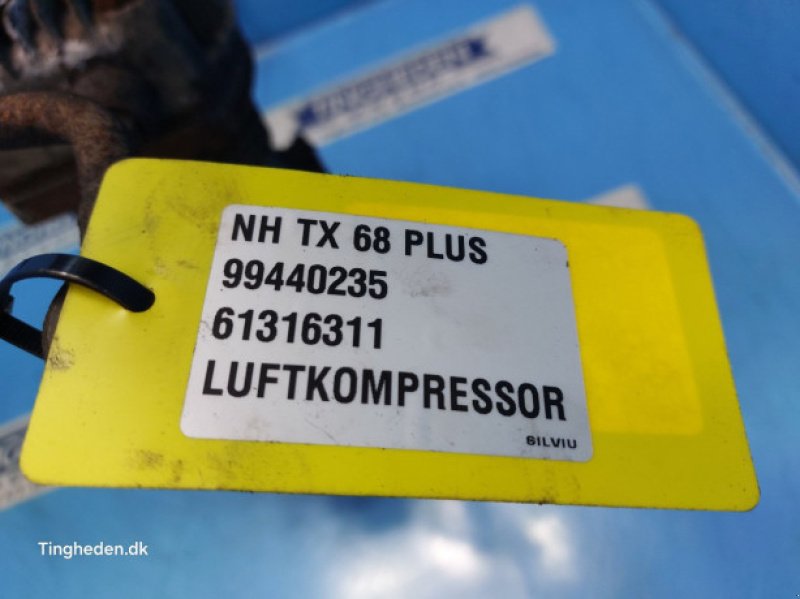 NH TX 68 PLUS
99440235
61316311
LUFTKOMPRESSOR
SILVIU
Tingheden.dk